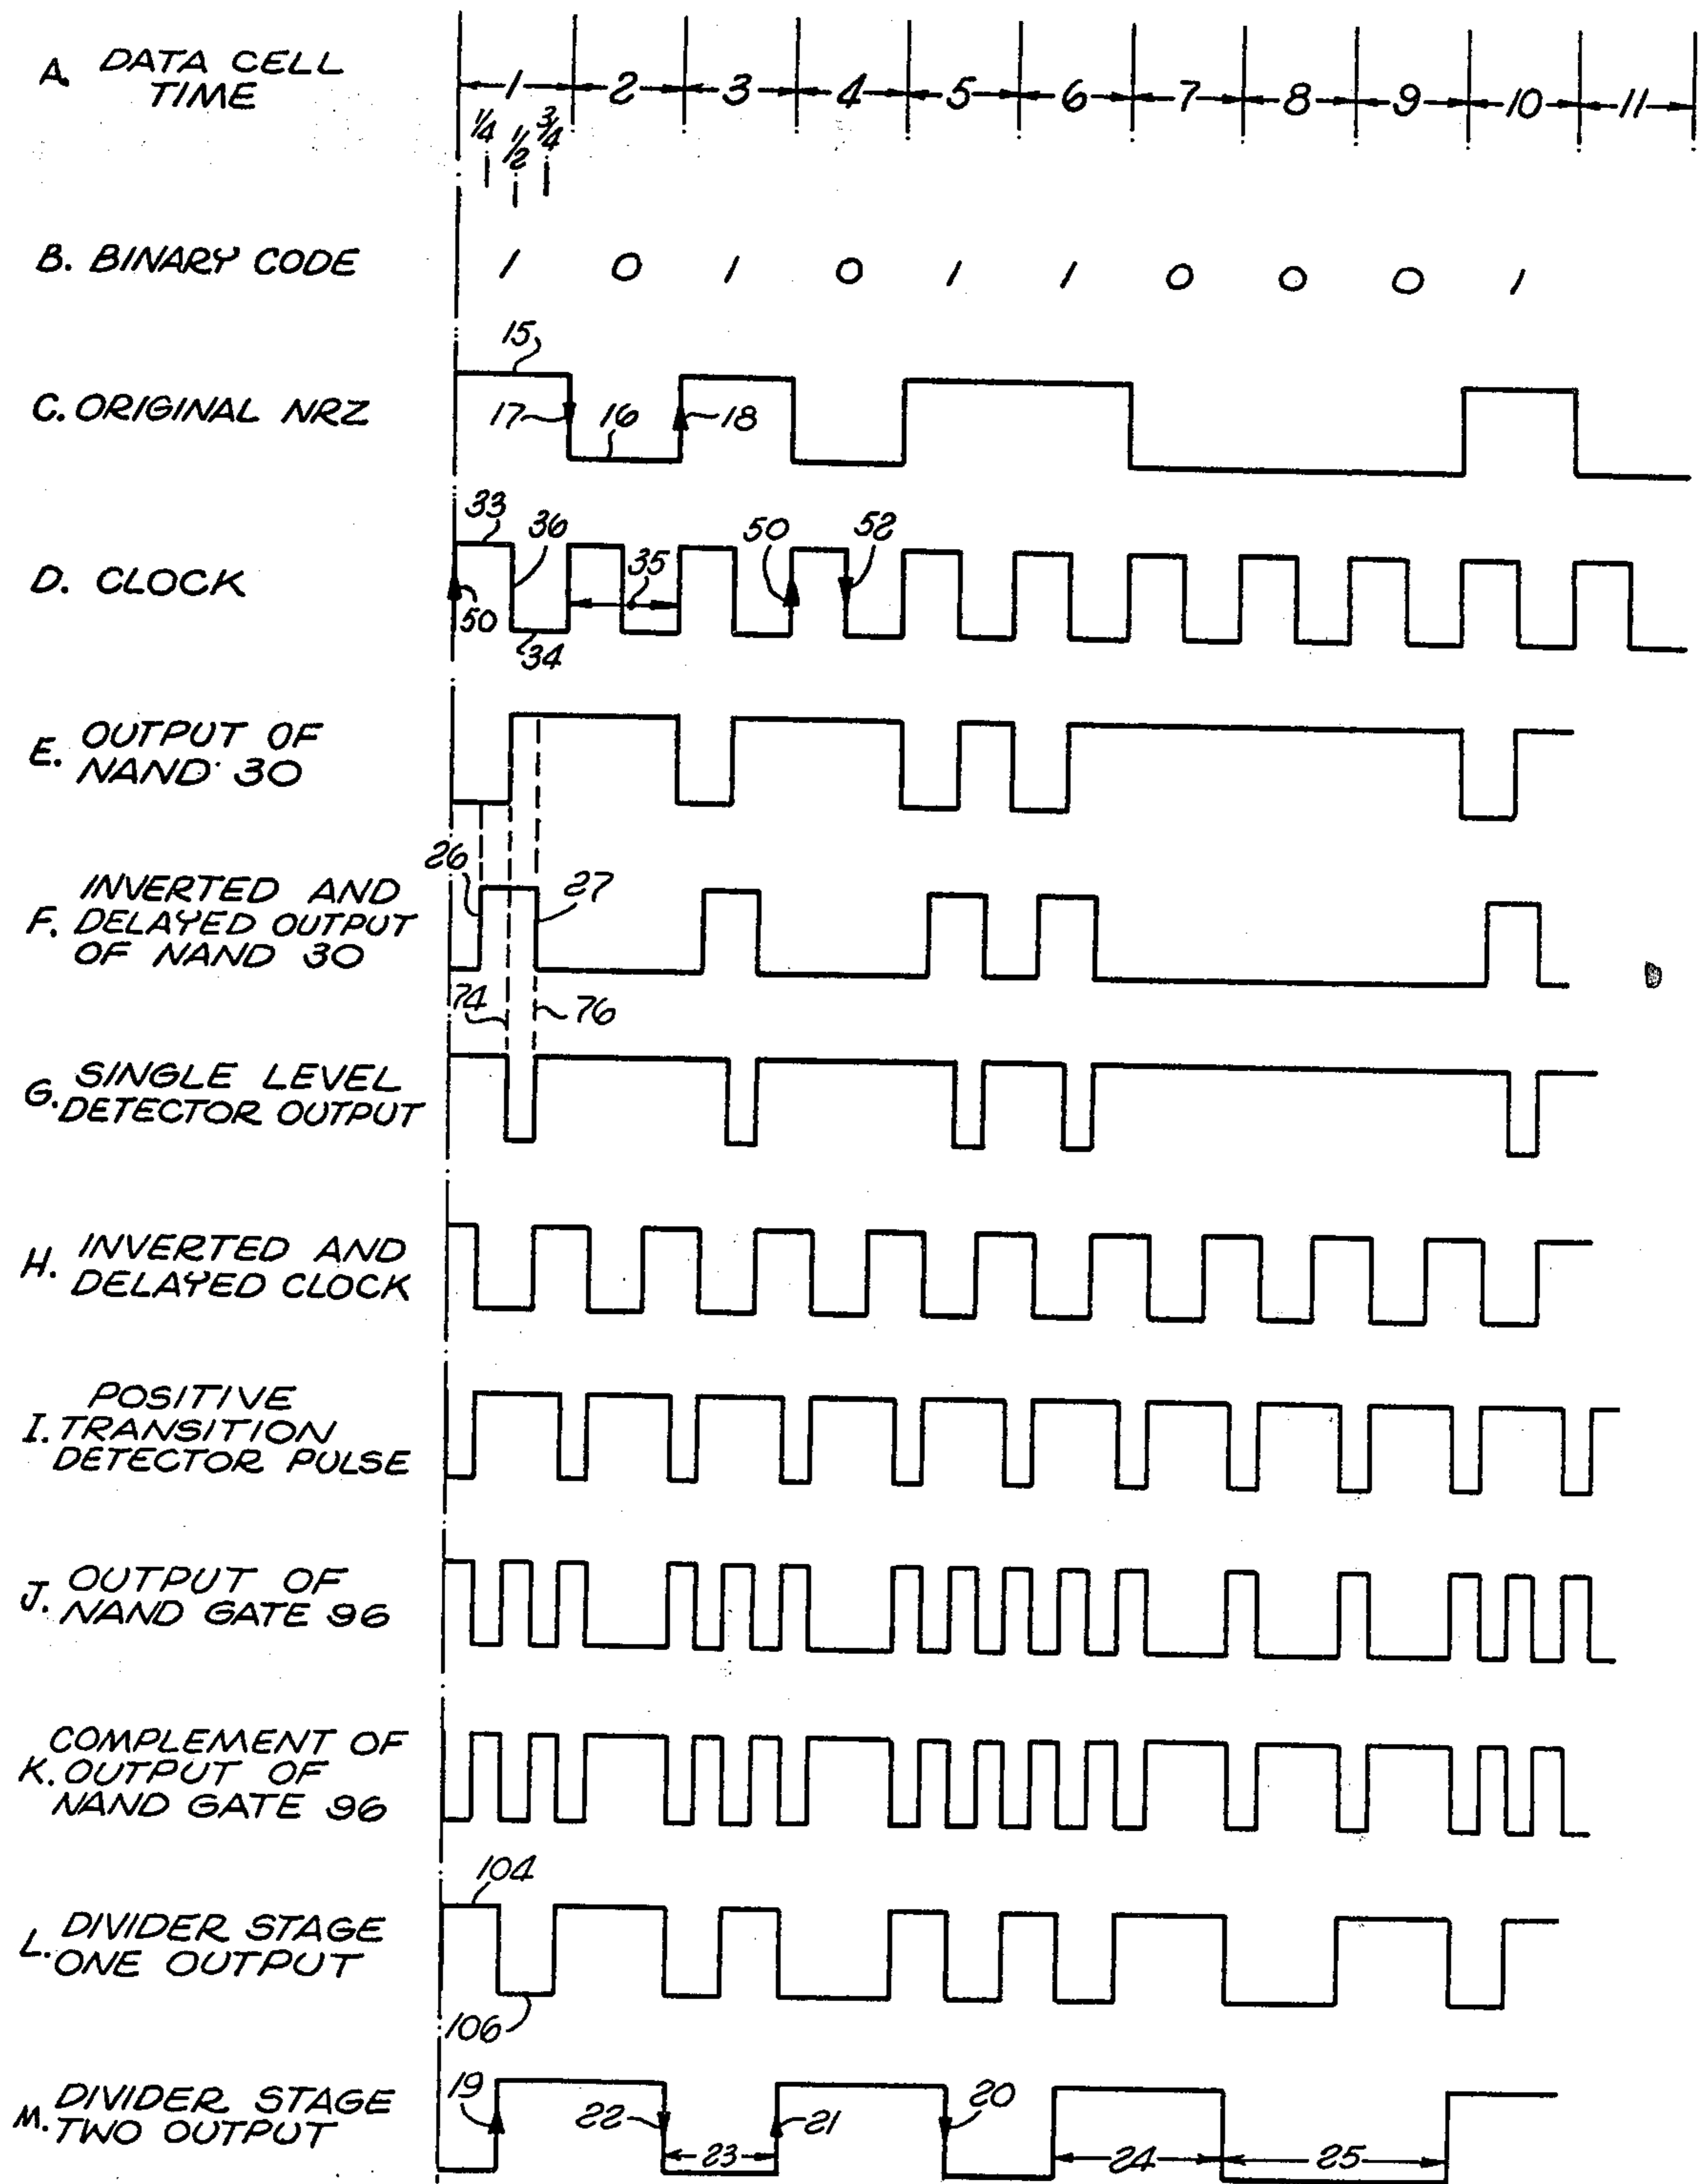 A. DATA CELL
TIME
1 2 3 4 5 6 7 8 9 10 11
1/4 1/2 3/4
B. BINARY CODE
1 0 1 0 1 1 0 0 0 1
C. ORIGINAL NRZ
15
17 16 18
D. CLOCK
33 36 50 52
35
50 34
E. OUTPUT OF
NAND 30
26 27
F. INVERTED AND
DELAYED OUTPUT
OF NAND 30
74 76
G. SINGLE LEVEL
DETECTOR OUTPUT
H. INVERTED AND
DELAYED CLOCK
I. POSITIVE
TRANSITION
DETECTOR PULSE
J. OUTPUT OF
NAND GATE 96
K. COMPLEMENT OF
OUTPUT OF
NAND GATE 96
104
L. DIVIDER STAGE
ONE OUTPUT
106
M. DIVIDER STAGE
TWO OUTPUT
19 22 21 20
23 24 25